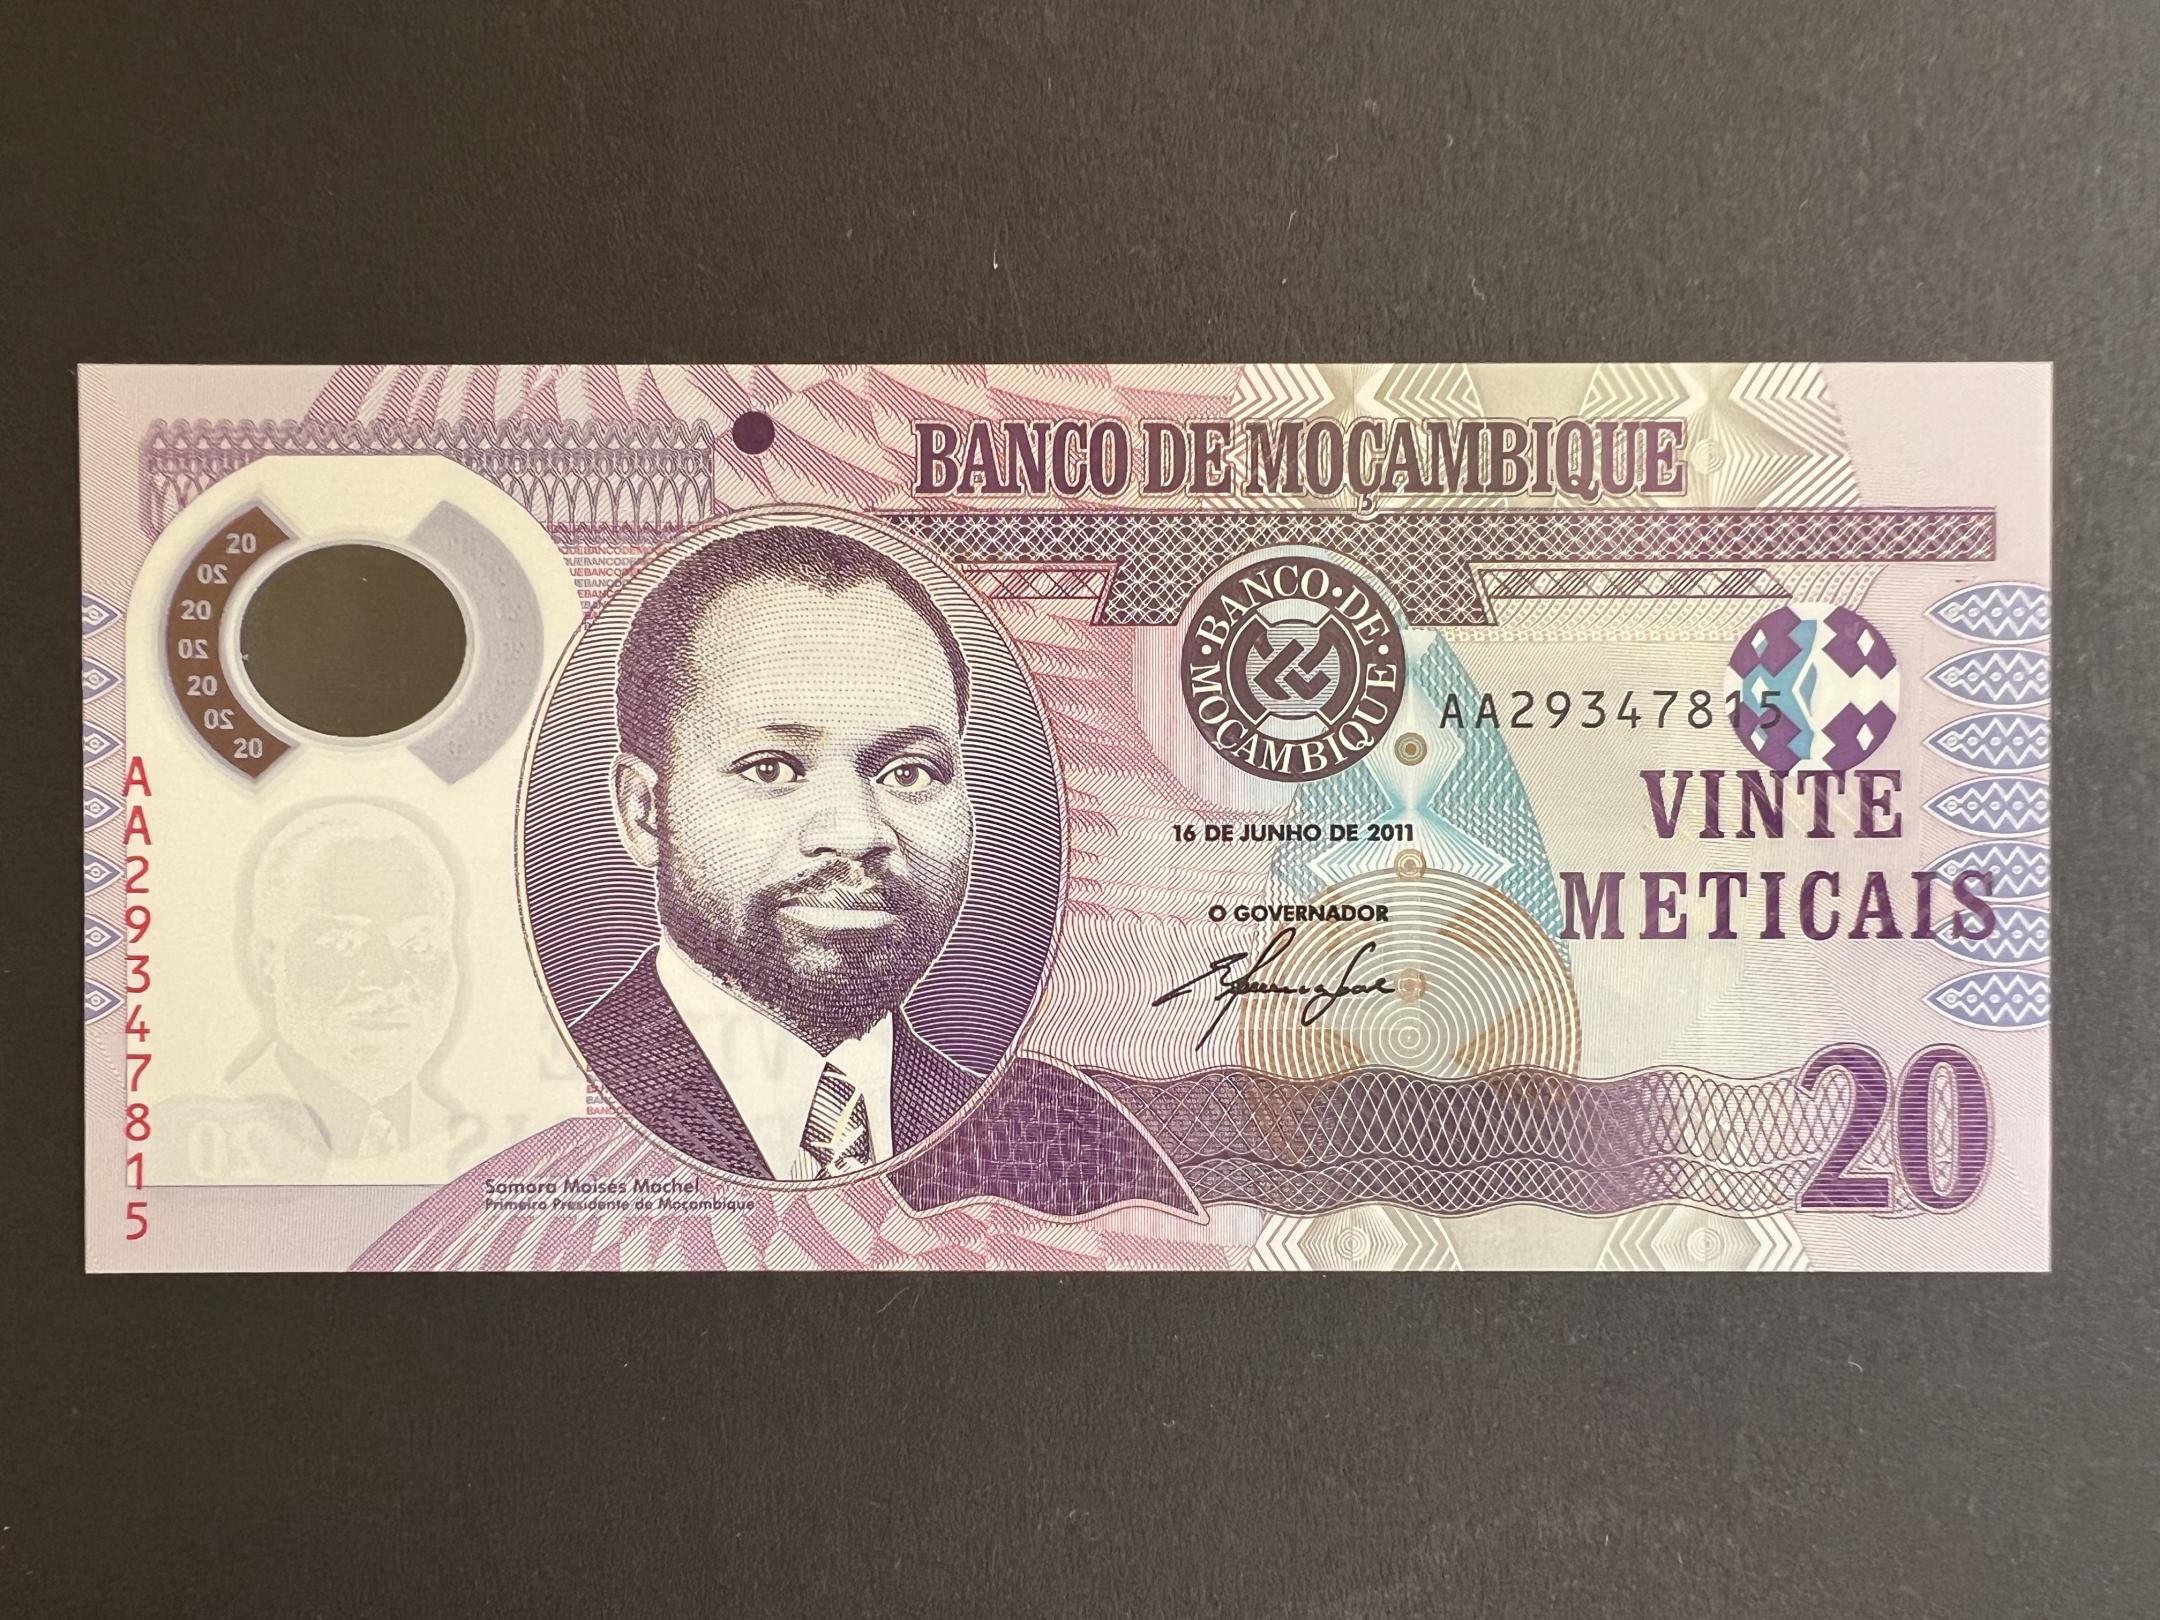 BANCO DE MOÇAMBIQUE
20
20
20
20
20
20
20
·BANCO·DE·MOÇAMBIQUE
AA29347815
VINTE
METICAIS
16 DE JUNHO DE 2011
O GOVERNADOR
AA29347815
20
20
Samora Moisés Machel
Primeiro Presidente de Moçambique